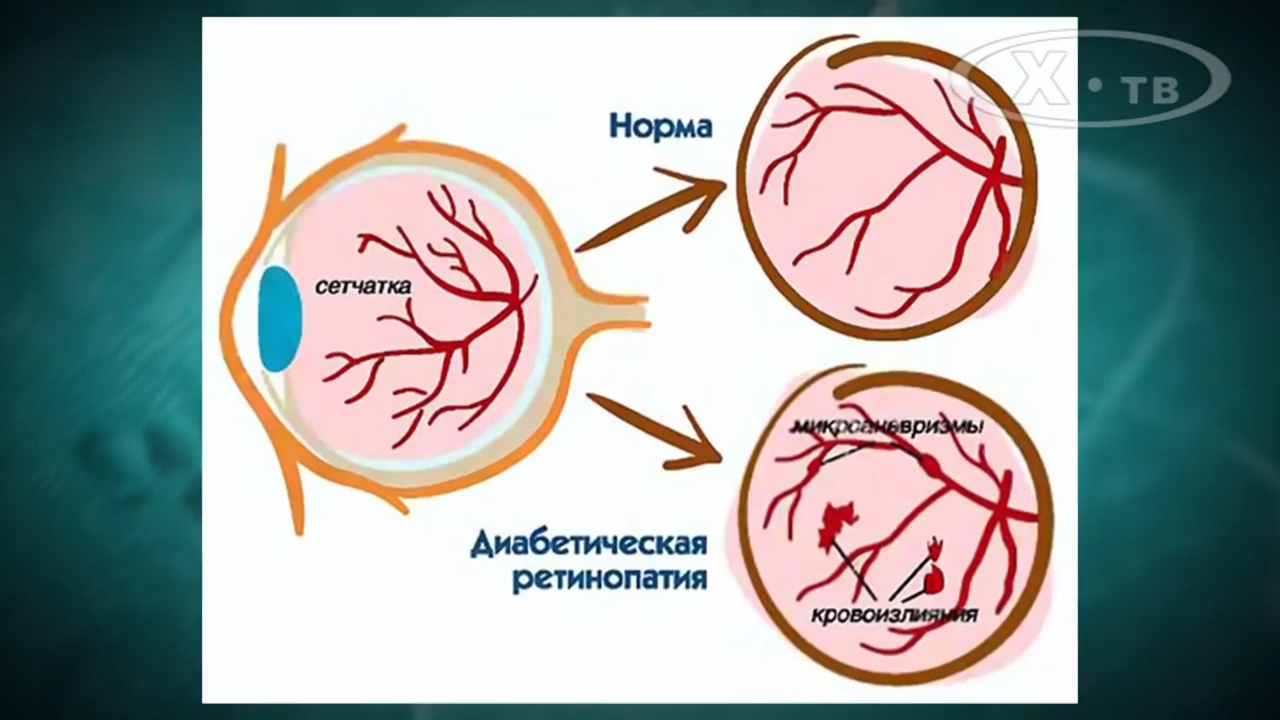 Х•ТВ
Норма
сетчатка
микроаневризмы
Диабетическая
ретинопатия
кровоизлияния